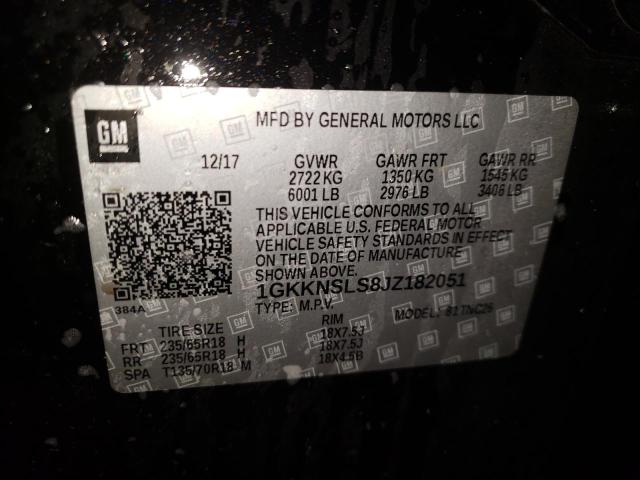 GM
MFD BY GENERAL MOTORS LLC
12/17 GVWR GAWR FRT GAWR RR
2722 KG 1350 KG 1545 KG
6001 LB 2976 LB 3406 LB
THIS VEHICLE CONFORMS TO ALL
APPLICABLE U.S. FEDERAL MOTOR
VEHICLE SAFETY STANDARDS IN EFFECT
ON THE DATE OF MANUFACTURE
SHOWN ABOVE.
1GKKNSLS8JZ182051
384A TYPE: M.P.V. MODEL: 81TNC26
TIRE SIZE RIM
FRT 235/65R18 H 18X7.5J
RR 235/65R18 H 18X7.5J
SPA T135/70R18 M 18X4.5B